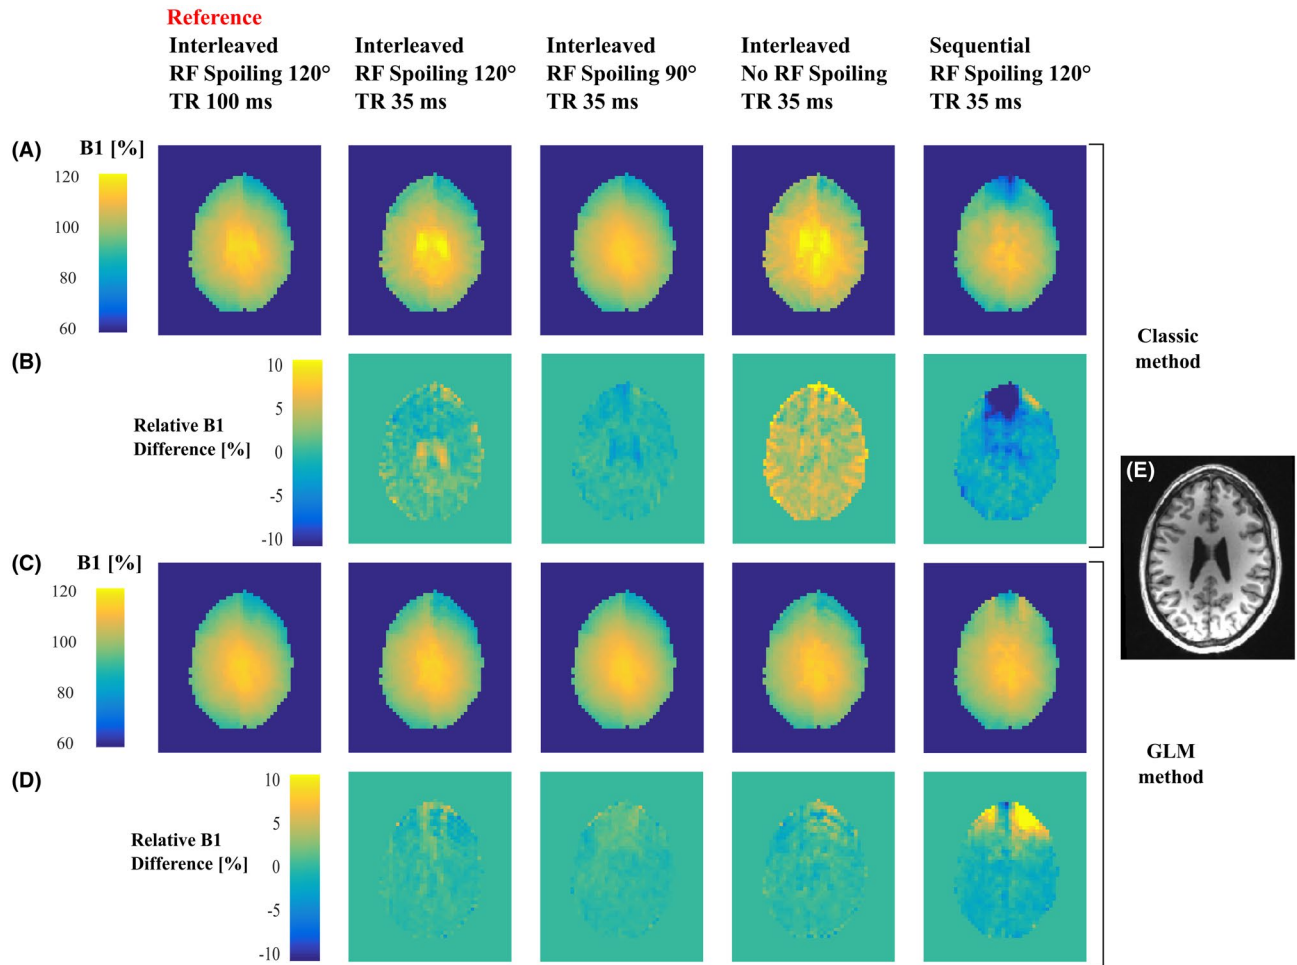 Reference
Interleaved
RF Spoiling 120°
TR 100 ms
Interleaved
RF Spoiling 120°
TR 35 ms
Interleaved
RF Spoiling 90°
TR 35 ms
Interleaved
No RF Spoiling
TR 35 ms
Sequential
RF Spoiling 120°
TR 35 ms
(A)
B1 [%]
120
100
80
60
Classic
method
(B)
Relative B1
Difference [%]
10
5
0
-5
-10
(E)
(C)
B1 [%]
120
100
80
60
GLM
method
(D)
Relative B1
Difference [%]
10
5
0
-5
-10